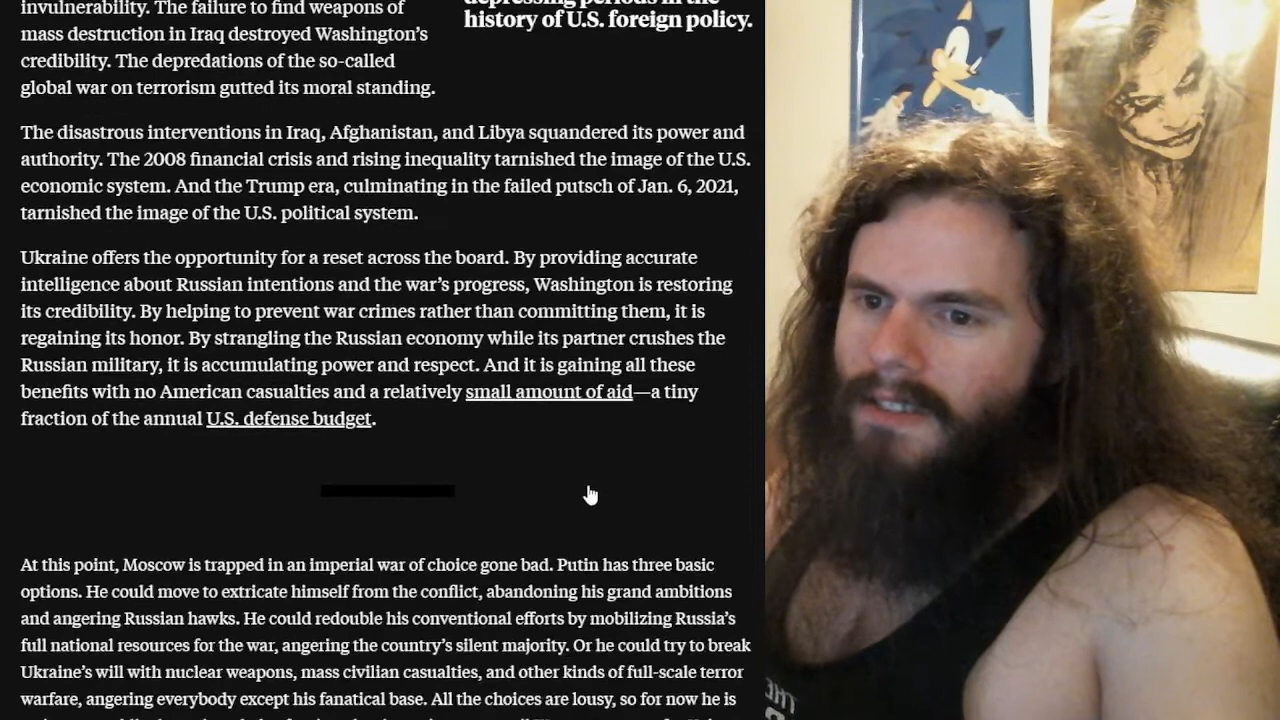 invulnerability. The failure to find weapons of
mass destruction in Iraq destroyed Washington's
credibility. The depredations of the so-called
global war on terrorism gutted its moral standing.
depressing periods in the
history of U.S. foreign policy.
The disastrous interventions in Iraq, Afghanistan, and Libya squandered its power and
authority. The 2008 financial crisis and rising inequality tarnished the image of the U.S.
economic system. And the Trump era, culminating in the failed putsch of Jan. 6, 2021,
tarnished the image of the U.S. political system.
Ukraine offers the opportunity for a reset across the board. By providing accurate
intelligence about Russian intentions and the war's progress, Washington is restoring
its credibility. By helping to prevent war crimes rather than committing them, it is
regaining its honor. By strangling the Russian economy while its partner crushes the
Russian military, it is accumulating power and respect. And it is gaining all these
benefits with no American casualties and a relatively small amount of aid—a tiny
fraction of the annual U.S. defense budget.
At this point, Moscow is trapped in an imperial war of choice gone bad. Putin has three basic
options. He could move to extricate himself from the conflict, abandoning his grand ambitions
and angering Russian hawks. He could redouble his conventional efforts by mobilizing Russia's
full national resources for the war, angering the country's silent majority. Or he could try to break
Ukraine's will with nuclear weapons, mass civilian casualties, and other kinds of full-scale terror
warfare, angering everybody except his fanatical base. All the choices are lousy, so for now he is
THE